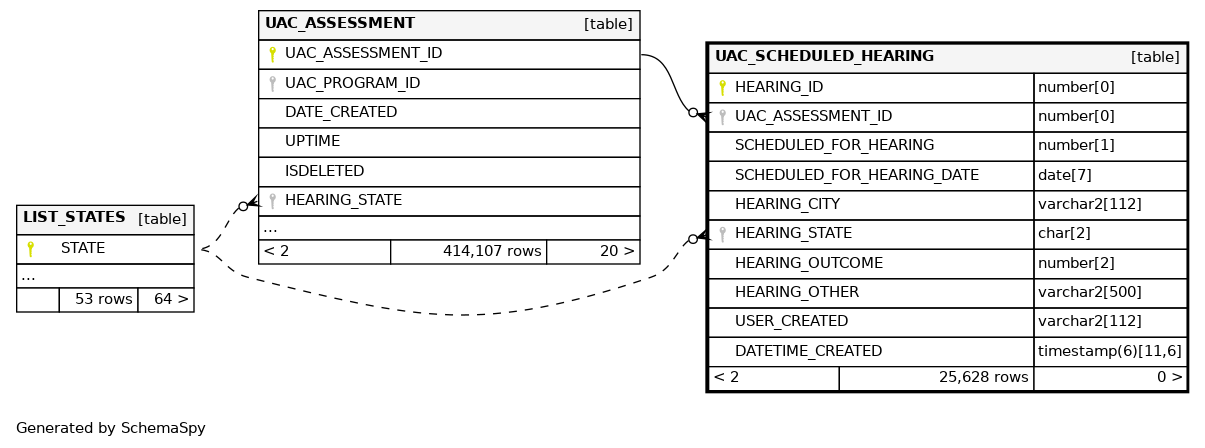 UAC_ASSESSMENT [table]
UAC_ASSESSMENT_ID
UAC_PROGRAM_ID
DATE_CREATED
UPTIME
ISDELETED
HEARING_STATE
...
< 2 414,107 rows 20 >
LIST_STATES [table]
STATE
...
53 rows 64 >
UAC_SCHEDULED_HEARING [table]
HEARING_ID number[0]
UAC_ASSESSMENT_ID number[0]
SCHEDULED_FOR_HEARING number[1]
SCHEDULED_FOR_HEARING_DATE date[7]
HEARING_CITY varchar2[112]
HEARING_STATE char[2]
HEARING_OUTCOME number[2]
HEARING_OTHER varchar2[500]
USER_CREATED varchar2[112]
DATETIME_CREATED timestamp(6)[11,6]
< 2 25,628 rows 0 >
Generated by SchemaSpy